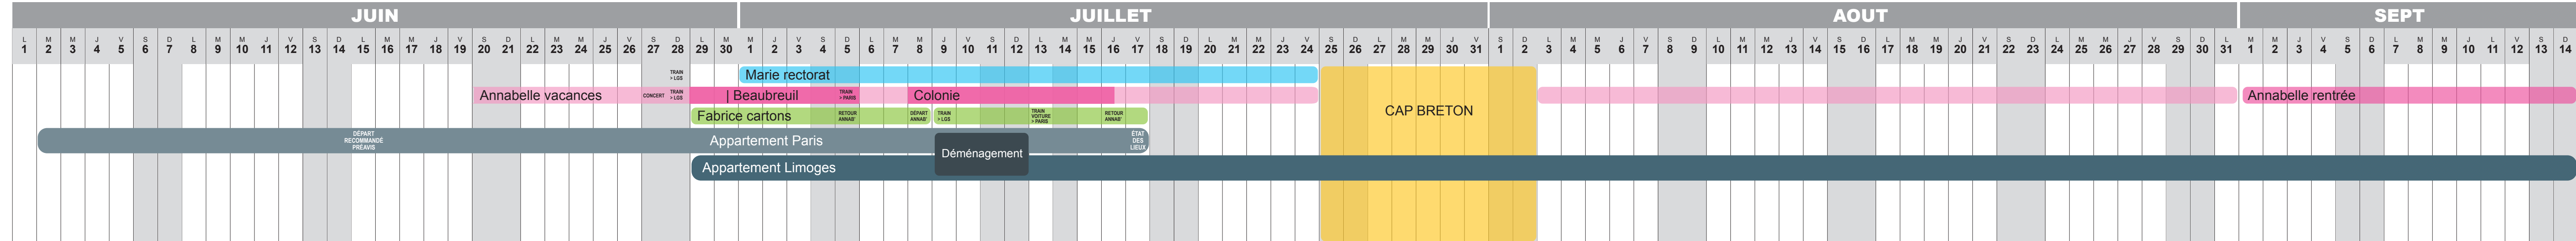 JUIN JUILLET AOUT SEPT
L M M J V S D L M M J V S D L M M J V S D L M M J V S D L M M J V S D L M M J V S D L M M J V S D L M M J V S D L M M J V S D L M M J V S D L M M J V S D L M M J V S D L M M J V S D L M M J V S D L M M J L V S D
1 2 3 4 5 6 7 8 9 10 11 12 13 14 15 16 17 18 19 20 21 22 23 24 25 26 27 28 29 30 1 2 3 4 5 6 7 8 9 10 11 12 13 14 15 16 17 18 19 20 21 22 23 24 25 26 27 28 29 30 31 1 2 3 4 5 6 7 8 9 10 11 12 13 14 15 16 17 18 19 20 21 22 23 24 25 26 27 28 29 30 31 1 2 3 4 5 6 7 8 9 10 11 12 13 14
TRAIN
> LGS
Marie rectorat
Annabelle vacances
CONCERT
TRAIN
> LGS
| Beaubreuil
TRAIN
> PARIS
Colonie
Annabelle rentrée
CAP BRETON
Fabrice cartons
RETOUR
ANNAB'
DÉPART
ANNAB'
TRAIN
> LGS
TRAIN
VOITURE
> PARIS
RETOUR
ANNAB'
DÉPART
RECOMMANDÉ
PRÉAVIS
Appartement Paris
ÉTAT
DES
LIEUX
Déménagement
Appartement Limoges